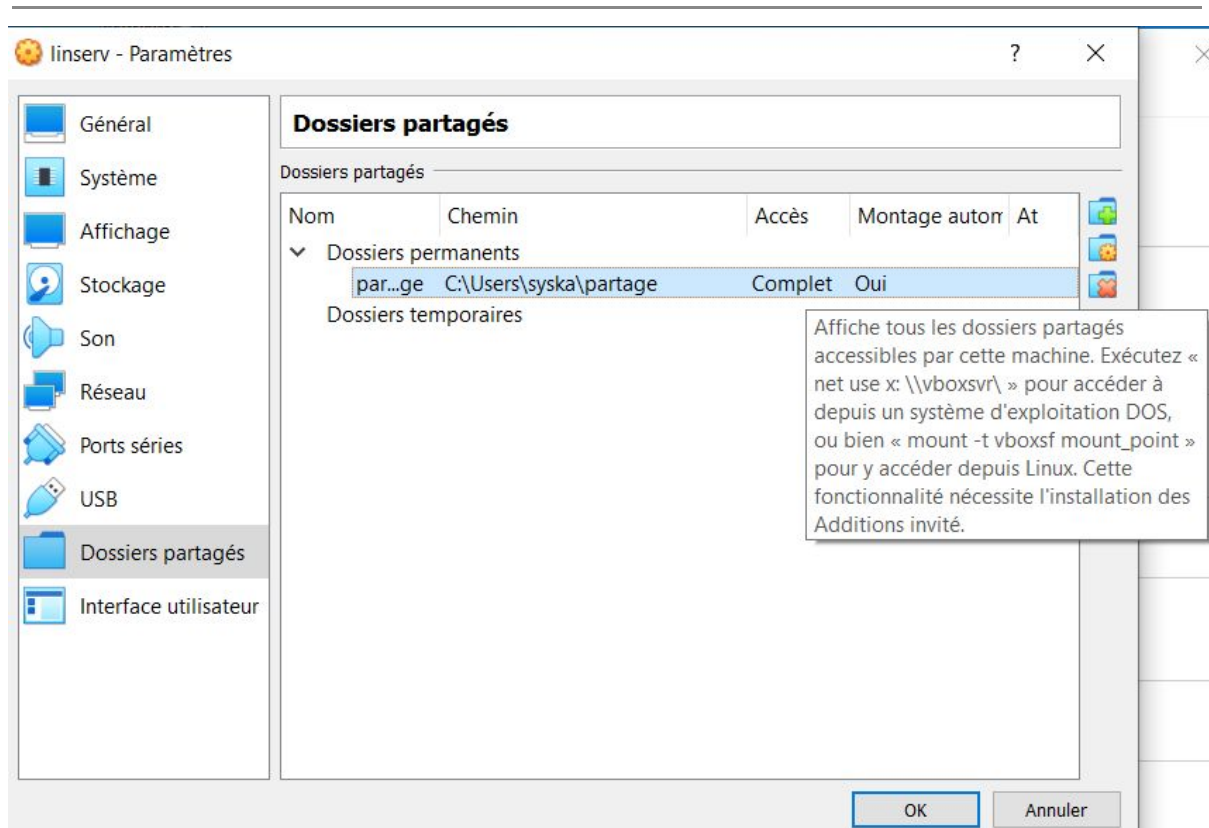 linserv - Paramètres
?
Général
Système
Affichage
Stockage
Son
Réseau
Ports séries
USB
Dossiers partagés
Interface utilisateur
Dossiers partagés
Dossiers partagés
Nom Chemin Accès Montage autom At
Dossiers permanents
par...ge C:\Users\syska\partage Complet Oui
Dossiers temporaires
Affiche tous les dossiers partagés
accessibles par cette machine. Exécutez «
net use x: \\vboxsvr\ » pour accéder à
depuis un système d'exploitation DOS,
ou bien « mount -t vboxsf mount_point »
pour y accéder depuis Linux. Cette
fonctionnalité nécessite l'installation des
Additions invité.
OK Annuler